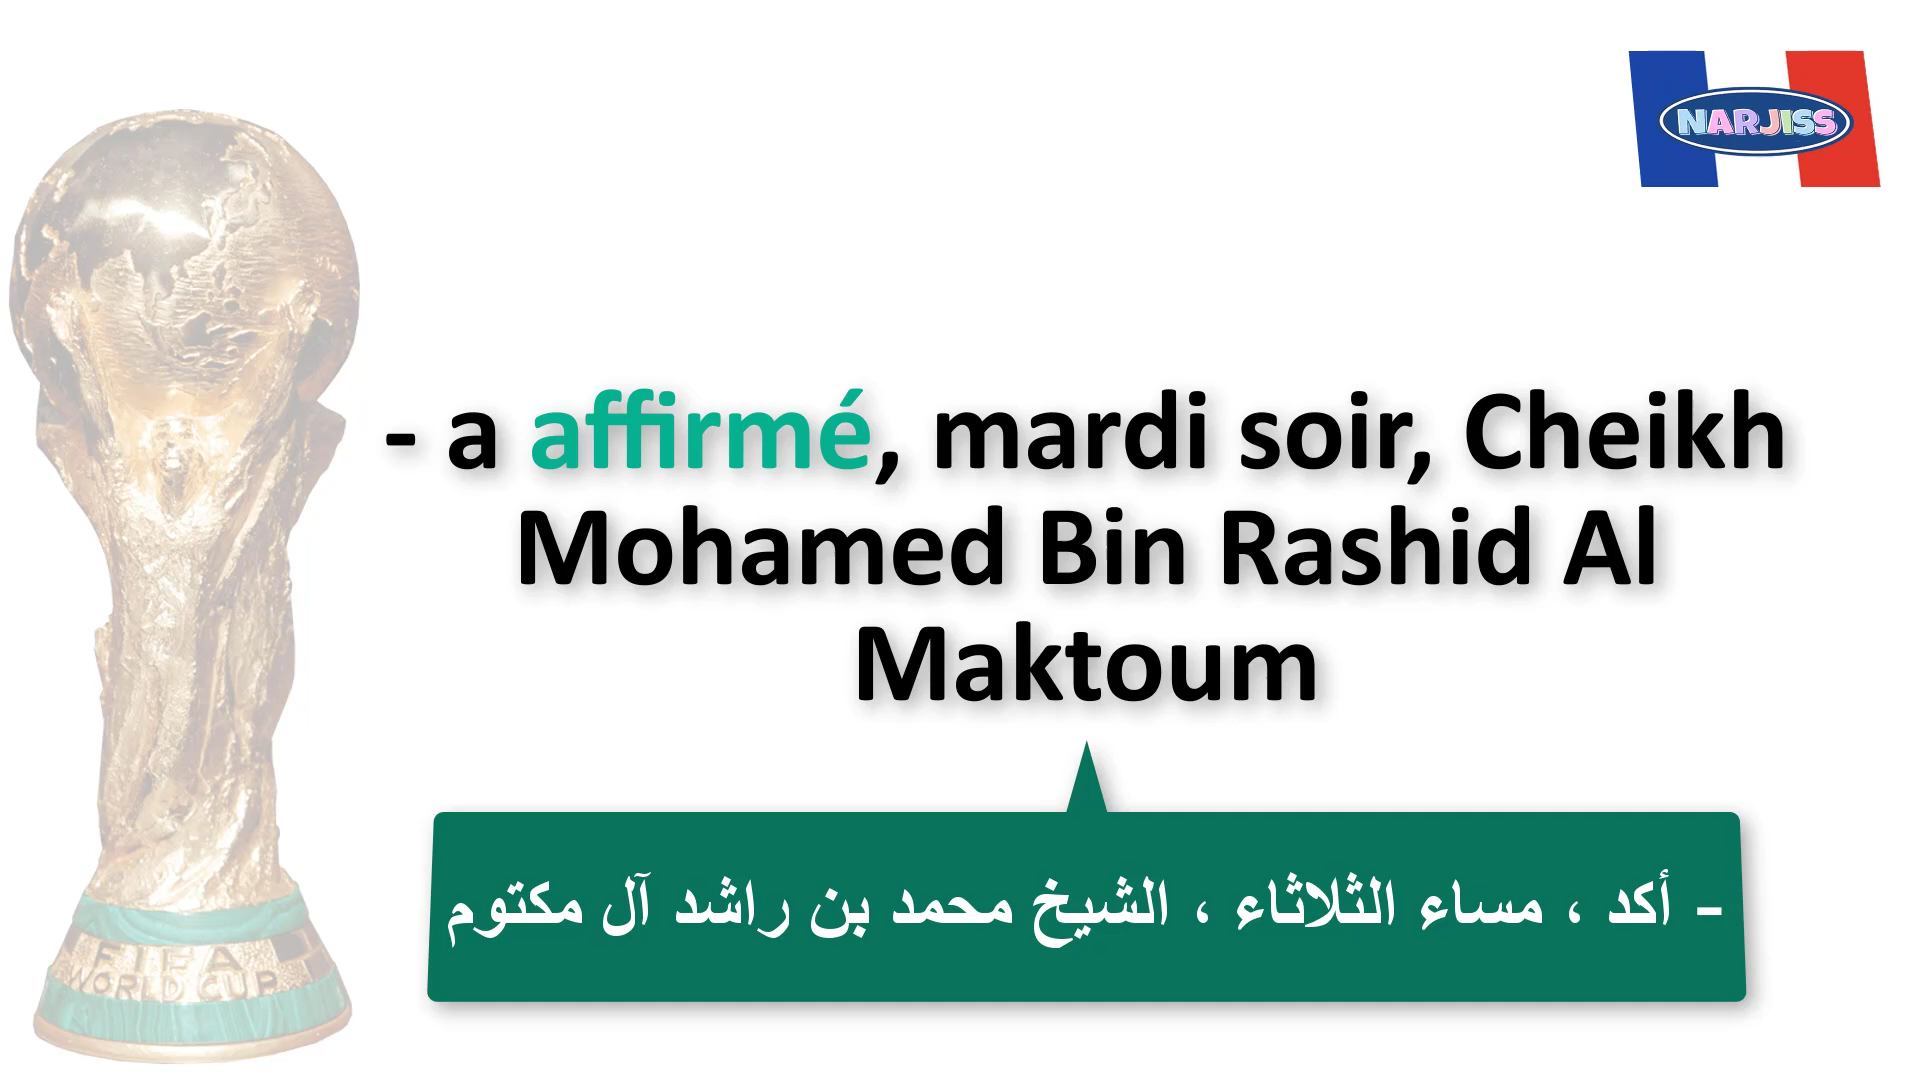 NARJISS
- a affirmé, mardi soir, Cheikh
Mohamed Bin Rashid Al
Maktoum
- أكد ، مساء الثلاثاء ، الشيخ محمد بن راشد آل مكتوم
FIFA
WORLD CUP